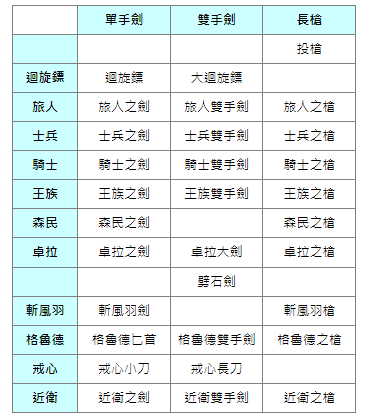 單手劍 雙手劍 長槍
投槍
迴旋鏢 迴旋鏢 大迴旋鏢
旅人 旅人之劍 旅人雙手劍 旅人之槍
士兵 士兵之劍 士兵雙手劍 士兵之槍
騎士 騎士之劍 騎士雙手劍 騎士之槍
王族 王族之劍 王族雙手劍 王族之槍
森民 森民之劍 森民之槍
卓拉 卓拉之劍 卓拉大劍 卓拉之槍
劈石劍
斬風羽 斬風羽劍 斬風羽槍
格魯德 格魯德匕首 格魯德雙手劍 格魯德之槍
戒心 戒心小刀 戒心長刀
近衛 近衛之劍 近衛雙手劍 近衛之槍